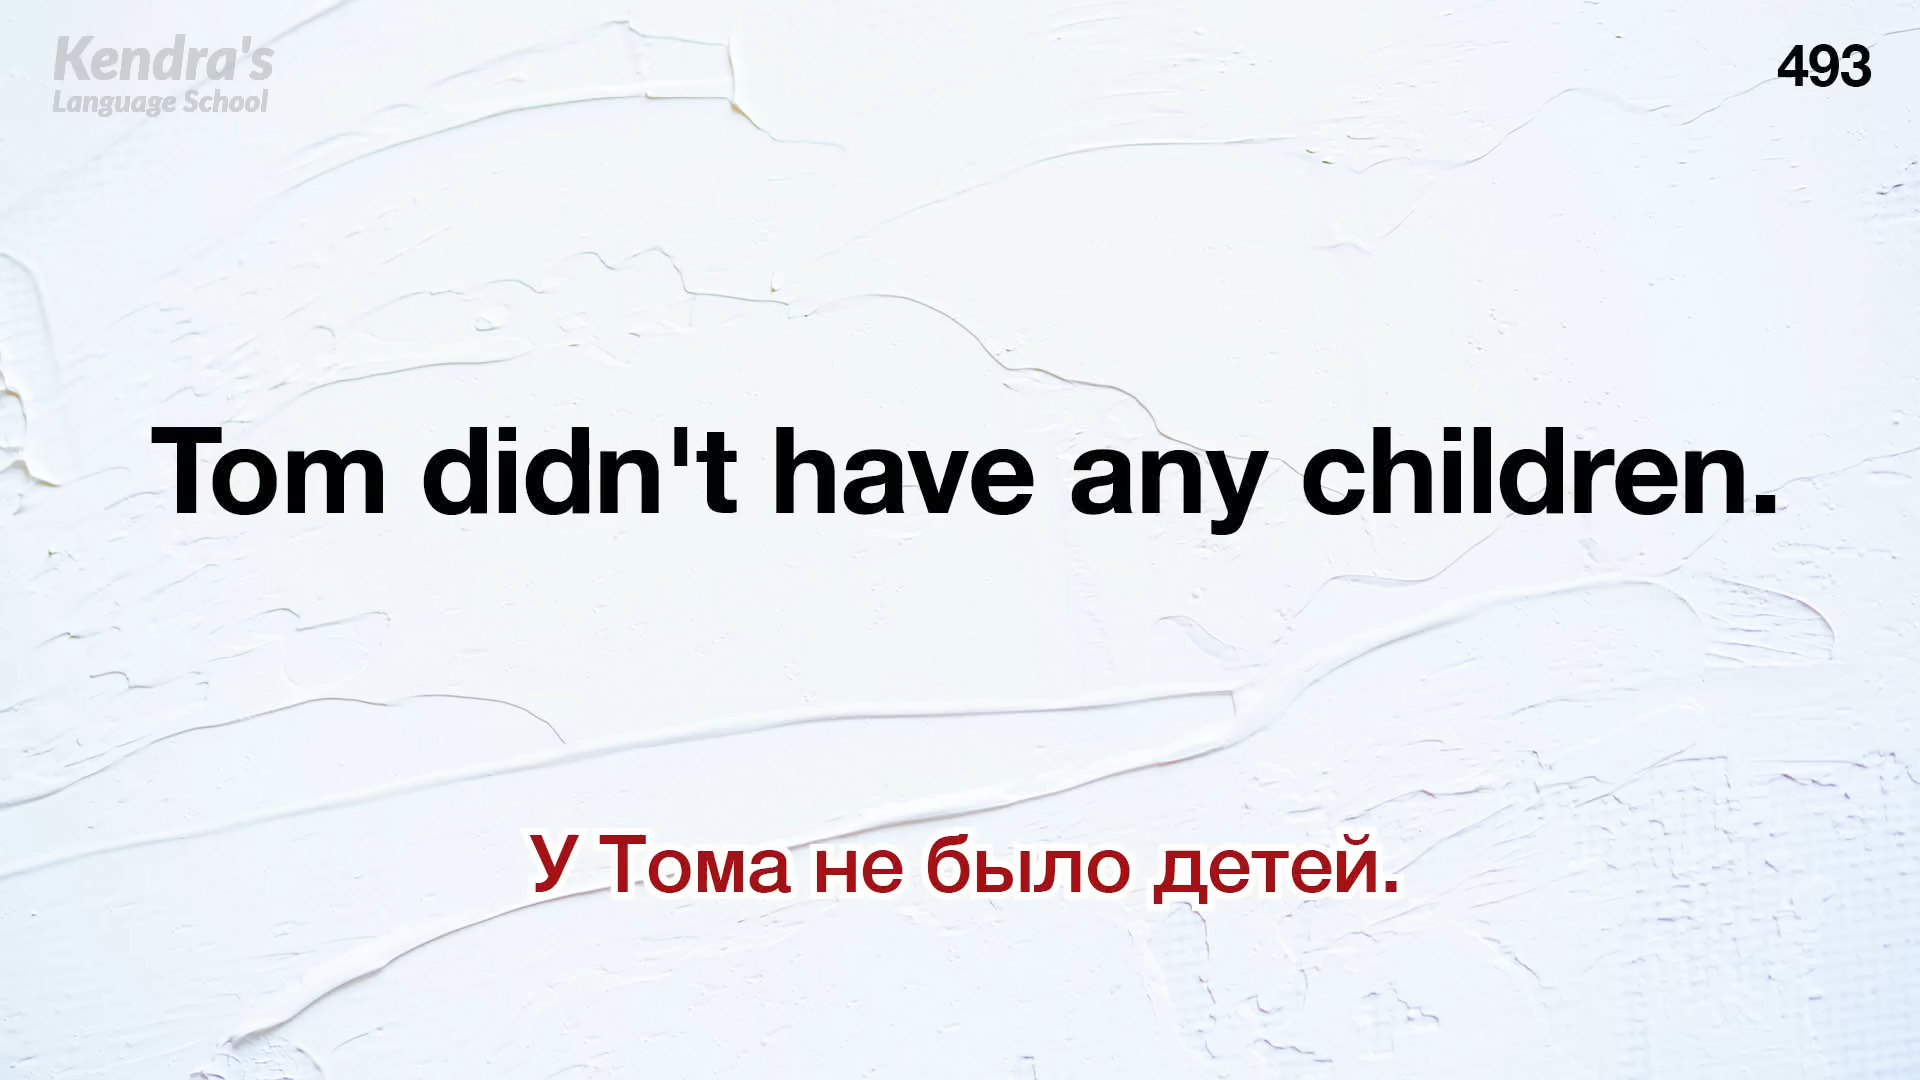 Kendra's
Language School
493
Tom didn't have any children.
У Тома не было детей.